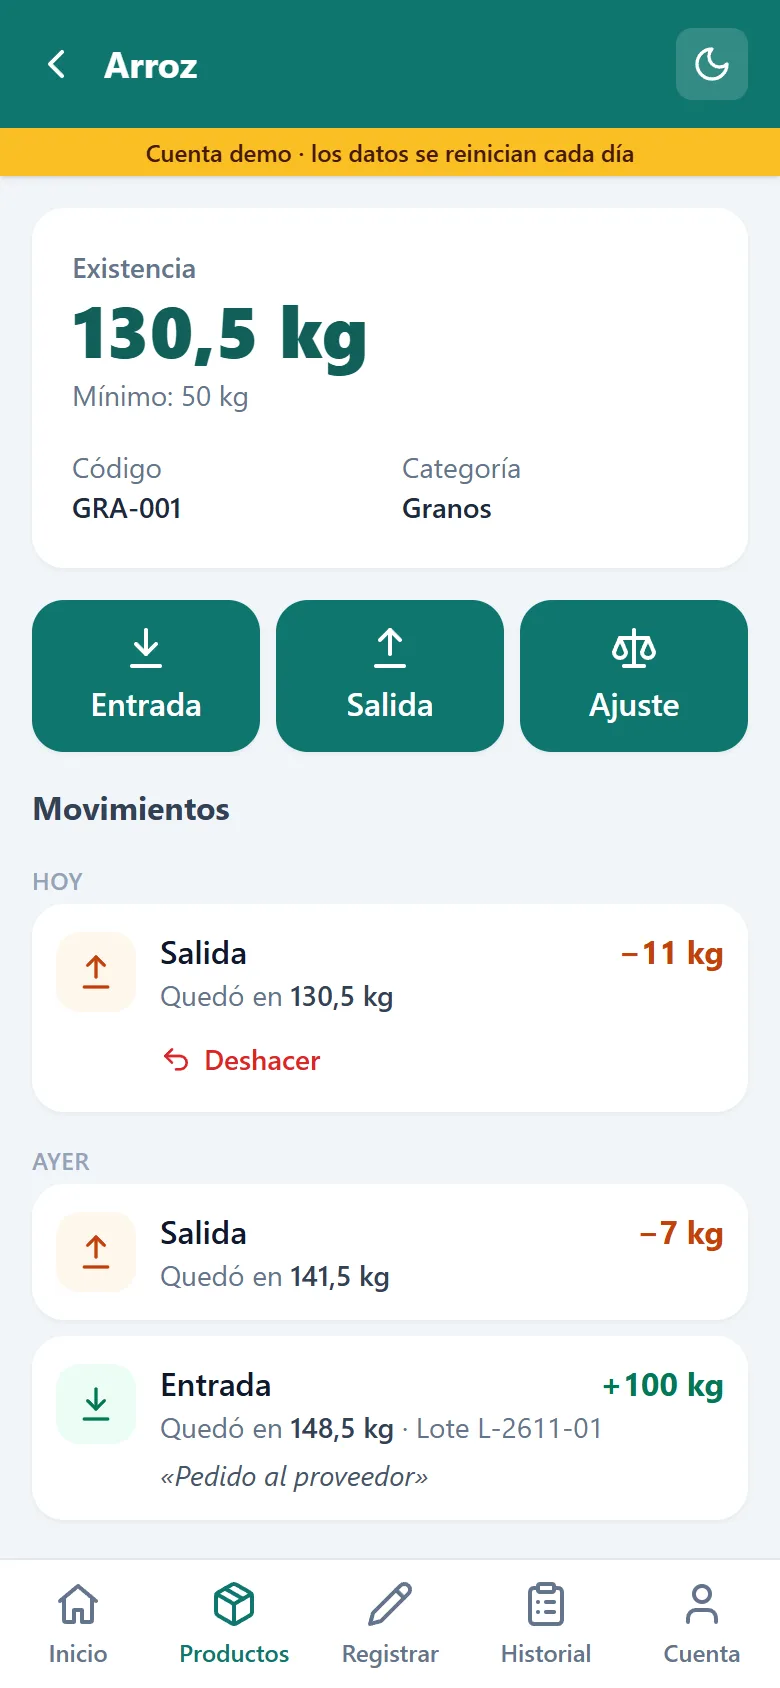 Arroz
Cuenta demo · los datos se reinician cada día
Existencia
130,5 kg
Mínimo: 50 kg
Código
GRA-001
Categoría
Granos
Entrada
Salida
Ajuste
Movimientos
HOY
Salida
−11 kg
Quedó en 130,5 kg
Deshacer
AYER
Salida
−7 kg
Quedó en 141,5 kg
Entrada
+100 kg
Quedó en 148,5 kg · Lote L-2611-01
«Pedido al proveedor»
Inicio
Productos
Registrar
Historial
Cuenta